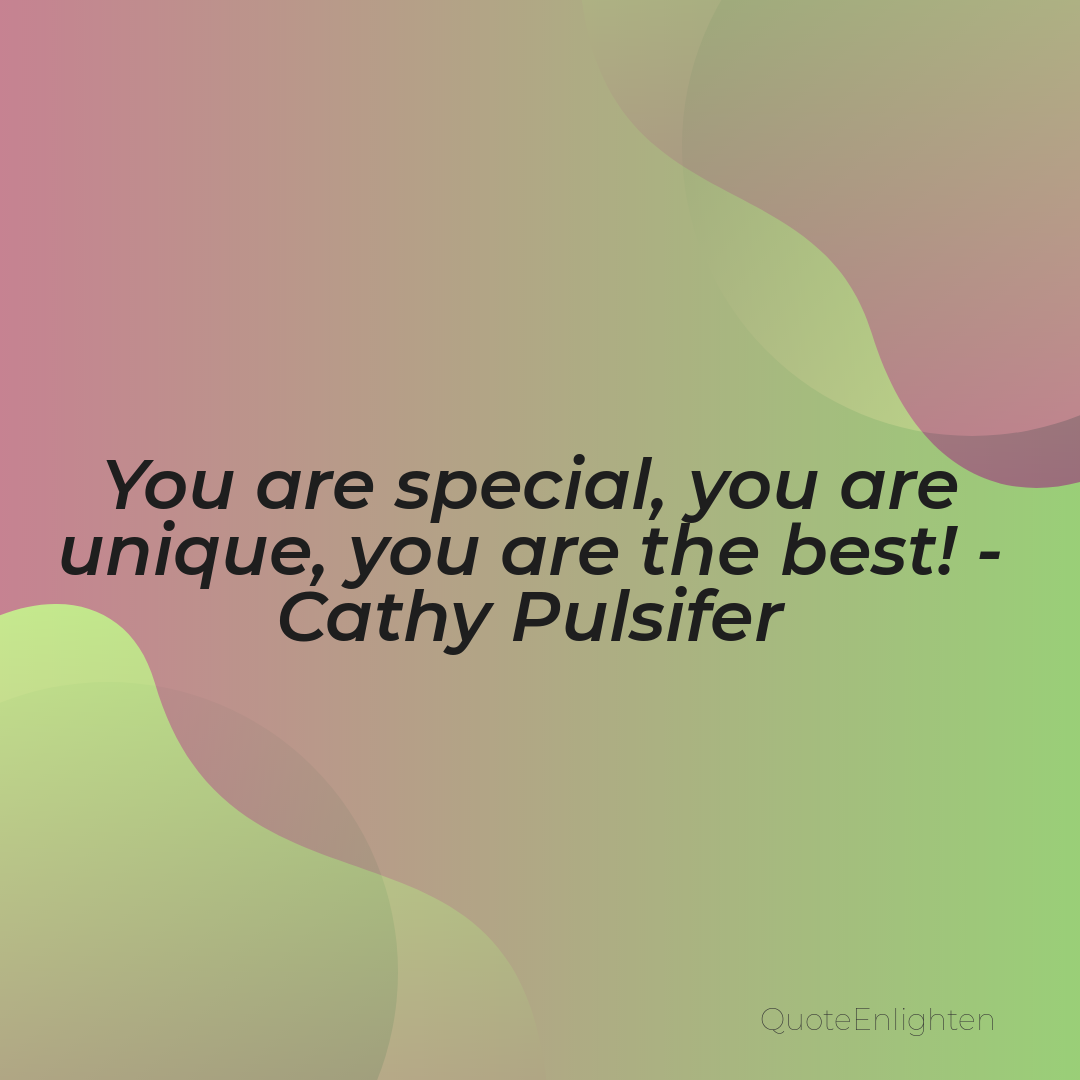 You are special, you are
unique, you are the best! -
Cathy Pulsifer
QuoteEnlighten